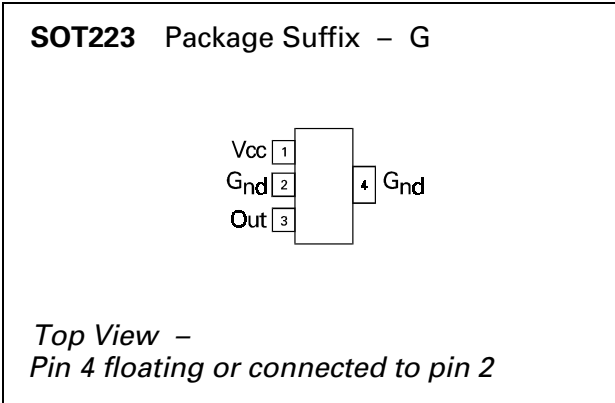 SOT223 Package Suffix – G
Vcc 1
Gnd 2
4 Gnd
Out 3
Top View –
Pin 4 floating or connected to pin 2